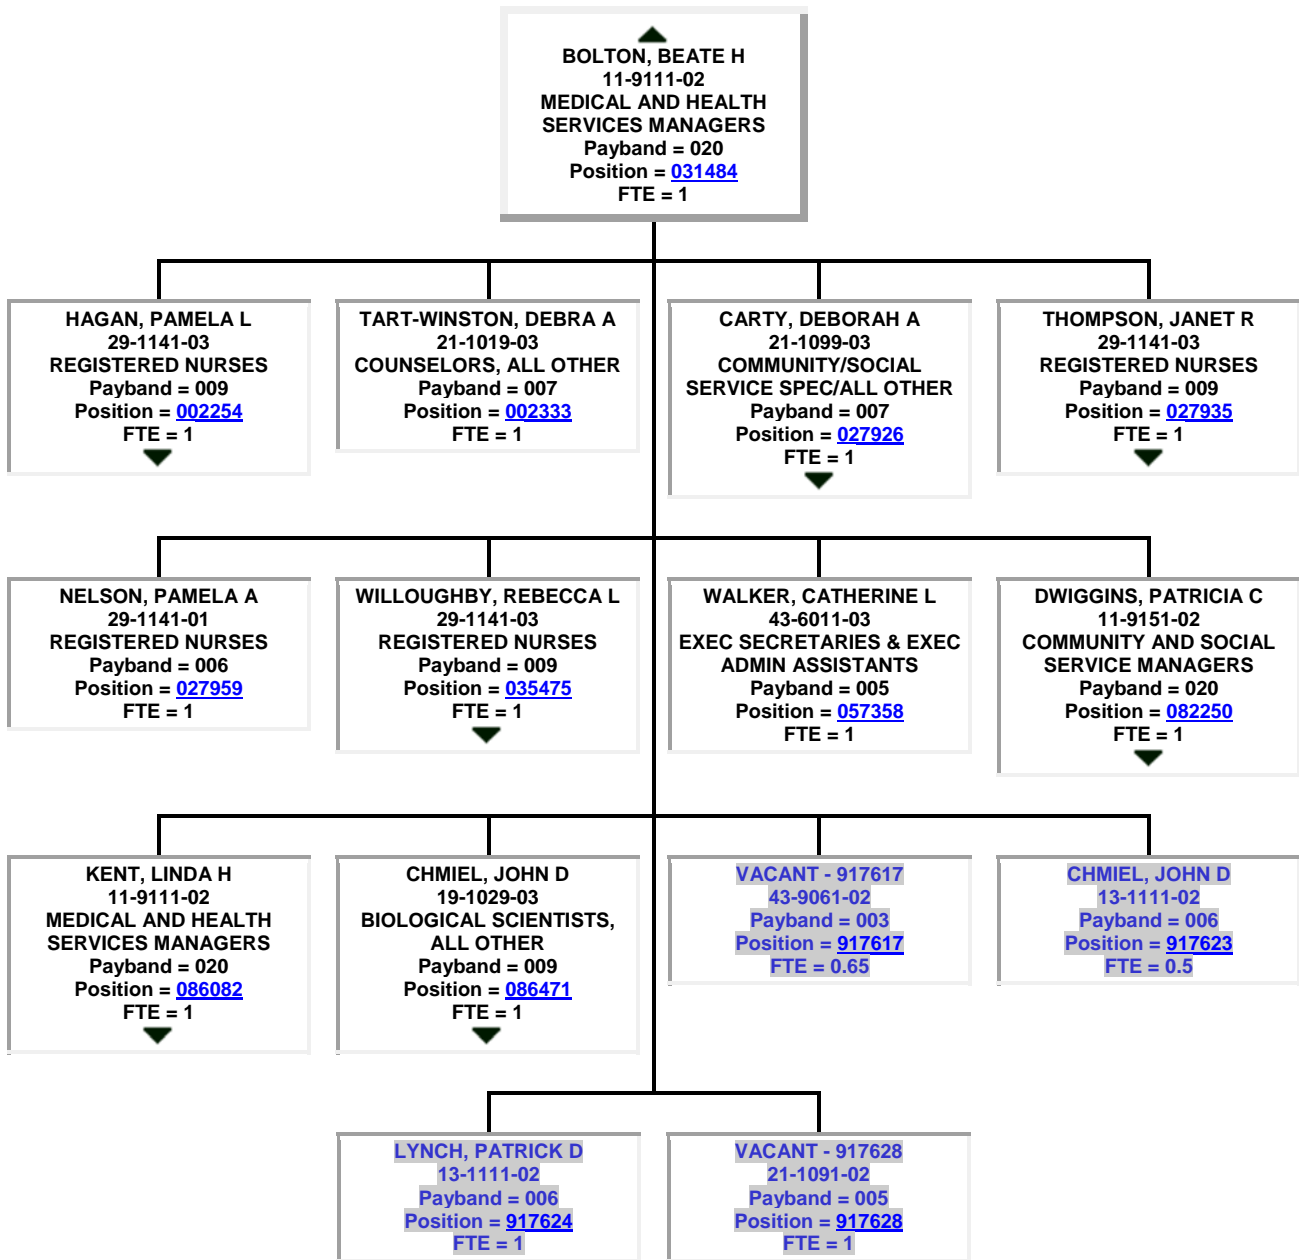 BOLTON, BEATE H
11-9111-02
MEDICAL AND HEALTH
SERVICES MANAGERS
Payband = 020
Position = 031484
FTE = 1
HAGAN, PAMELA L
29-1141-03
REGISTERED NURSES
Payband = 009
Position = 002254
FTE = 1
TART-WINSTON, DEBRA A
21-1019-03
COUNSELORS, ALL OTHER
Payband = 007
Position = 002333
FTE = 1
CARTY, DEBORAH A
21-1099-03
COMMUNITY/SOCIAL
SERVICE SPEC/ALL OTHER
Payband = 007
Position = 027926
FTE = 1
THOMPSON, JANET R
29-1141-03
REGISTERED NURSES
Payband = 009
Position = 027935
FTE = 1
NELSON, PAMELA A
29-1141-01
REGISTERED NURSES
Payband = 006
Position = 027959
FTE = 1
WILLOUGHBY, REBECCA L
29-1141-03
REGISTERED NURSES
Payband = 009
Position = 035475
FTE = 1
WALKER, CATHERINE L
43-6011-03
EXEC SECRETARIES & EXEC
ADMIN ASSISTANTS
Payband = 005
Position = 057358
FTE = 1
DWIGGINS, PATRICIA C
11-9151-02
COMMUNITY AND SOCIAL
SERVICE MANAGERS
Payband = 020
Position = 082250
FTE = 1
KENT, LINDA H
11-9111-02
MEDICAL AND HEALTH
SERVICES MANAGERS
Payband = 020
Position = 086082
FTE = 1
CHMIEL, JOHN D
19-1029-03
BIOLOGICAL SCIENTISTS,
ALL OTHER
Payband = 009
Position = 086471
FTE = 1
VACANT - 917617
43-9061-02
Payband = 003
Position = 917617
FTE = 0.65
CHMIEL, JOHN D
13-1111-02
Payband = 006
Position = 917623
FTE = 0.5
LYNCH, PATRICK D
13-1111-02
Payband = 006
Position = 917624
FTE = 1
VACANT - 917628
21-1091-02
Payband = 005
Position = 917628
FTE = 1